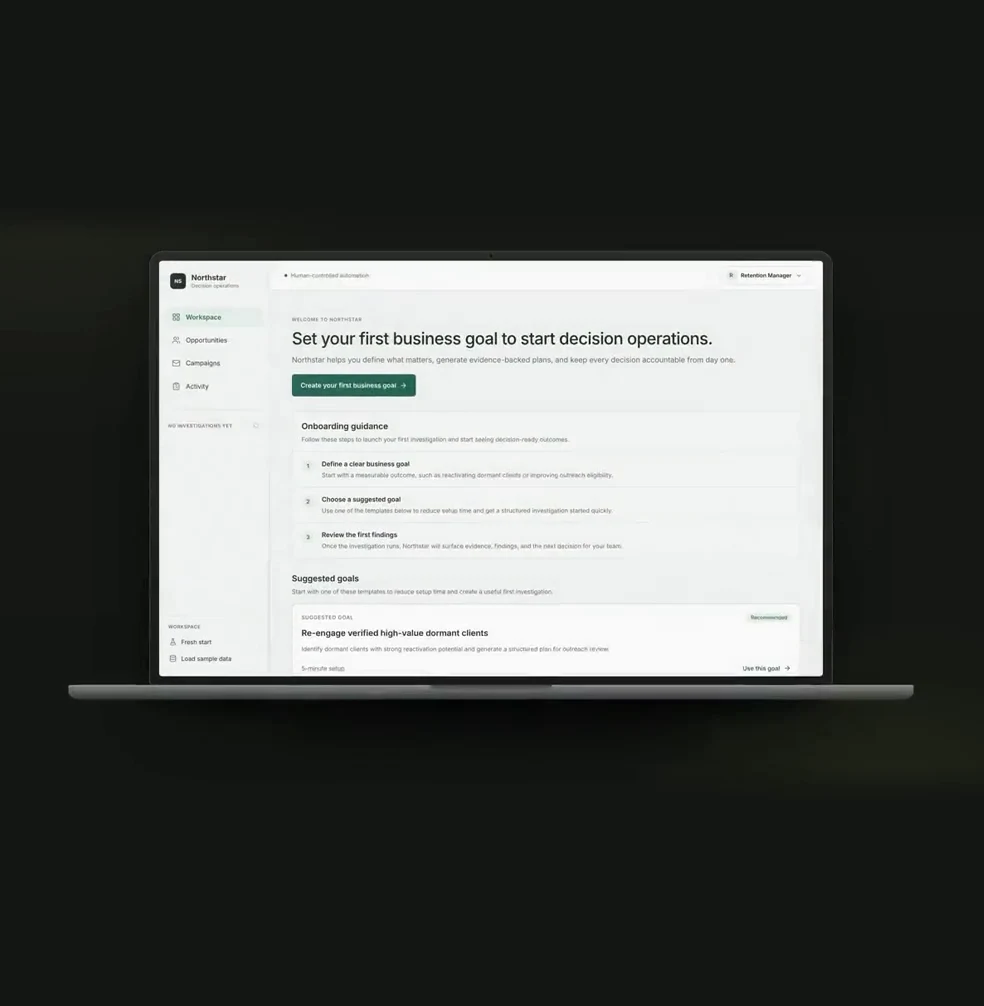 NS
Northstar
Decision operations
Workspace
Opportunities
Campaigns
Activity
NO INVESTIGATIONS YET
WORKSPACE
Fresh start
Load sample data
Human-controlled automation
R
Retention Manager
WELCOME TO NORTHSTAR
Set your first business goal to start decision operations.
Northstar helps you define what matters, generate evidence-backed plans, and keep every decision accountable from day one.
Create your first business goal →
Onboarding guidance
Follow these steps to launch your first investigation and start seeing decision-ready outcomes.
1
Define a clear business goal
Start with a measurable outcome, such as reactivating dormant clients or improving outreach eligibility.
2
Choose a suggested goal
Use one of the templates below to reduce setup time and get a structured investigation started quickly.
3
Review the first findings
Once the investigation runs, Northstar will surface evidence, findings, and the next decision for your team.
Suggested goals
Start with one of these templates to reduce setup time and create a useful first investigation.
SUGGESTED GOAL
Recommended
Re-engage verified high-value dormant clients
Identify dormant clients with strong reactivation potential and generate a structured plan for outreach review.
5-minute setup
Use this goal →